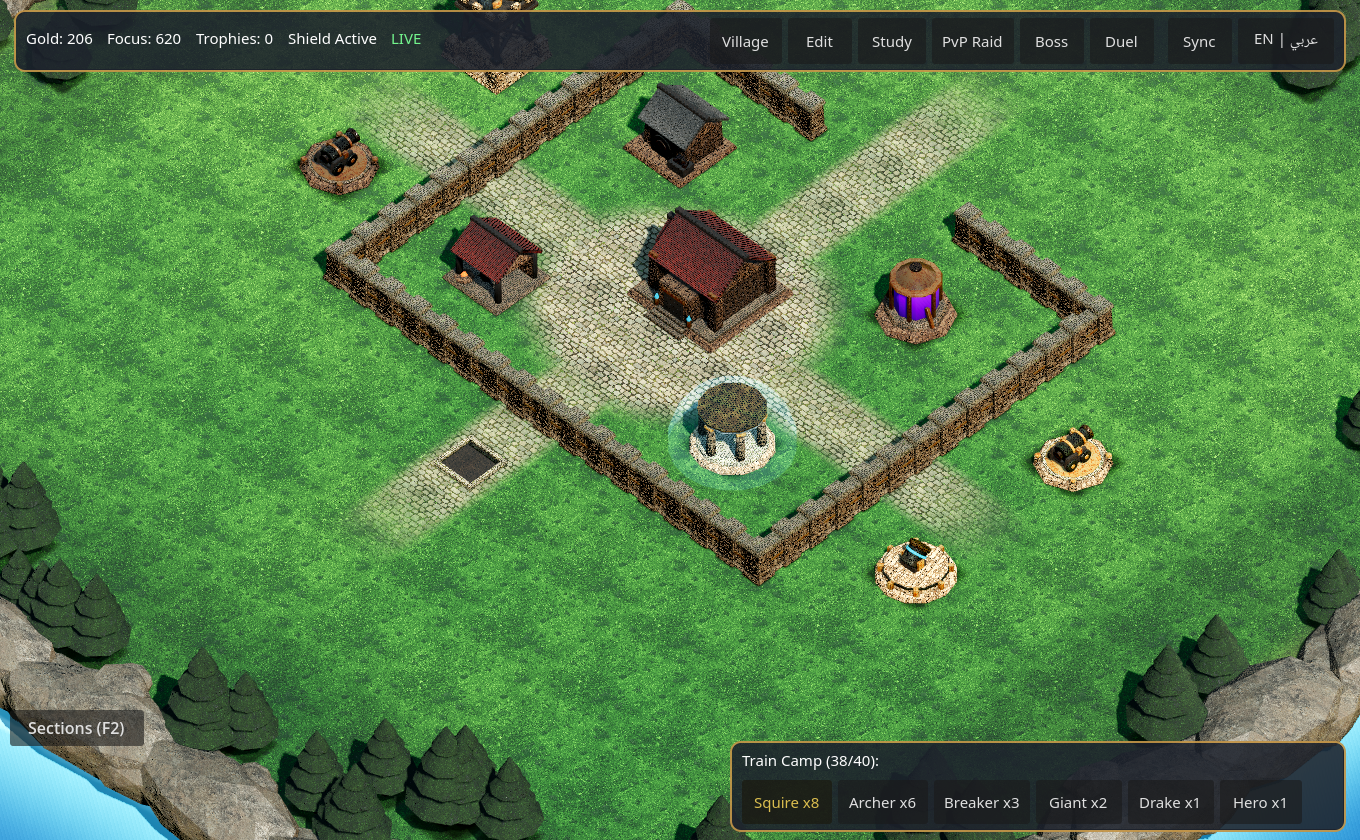 Gold: 206 Focus: 620 Trophies: 0 Shield Active LIVE Village Edit Study PvP Raid Boss Duel Sync EN | عربي
Sections (F2)
Train Camp (38/40):
Squire x8 Archer x6 Breaker x3 Giant x2 Drake x1 Hero x1